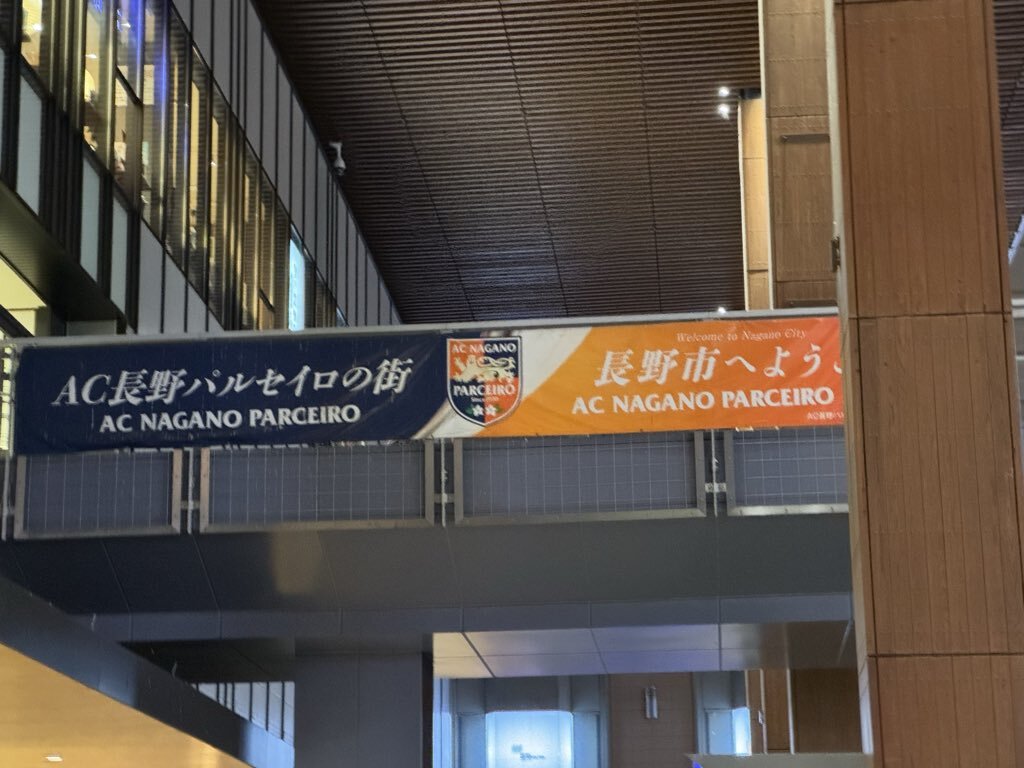 AC長野パルセイロの街
AC NAGANO PARCEIRO
AC NAGANO
PARCEIRO
Welcome to Nagano City
長野市へよう
AC NAGANO PARCEIRO